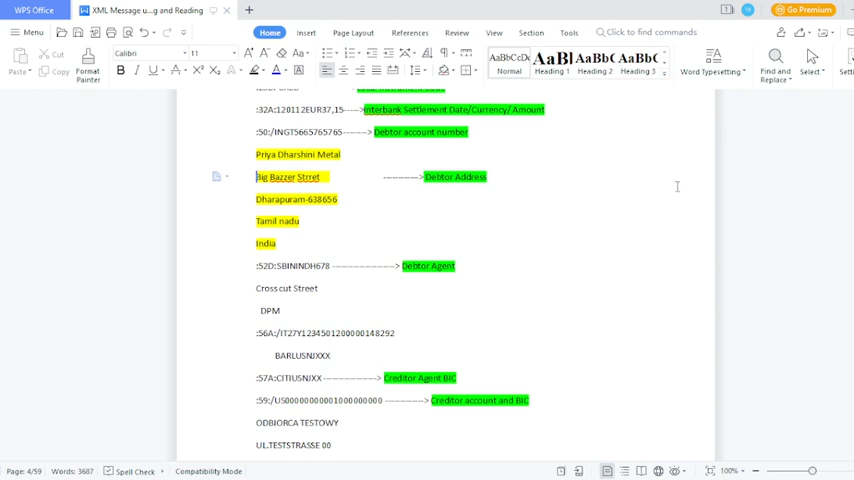 WPS Office
XML Message u...g and Reading
Go Premium
Menu
Home
Insert
Page Layout
References
Review
View
Section
Tools
Click to find commands
Paste
Cut
Copy
Format Painter
Calibri
11
AaBbCcDc
Normal
AaBl
Heading 1
AaBbC
Heading 2
AaBbC
Heading 3
Word Typesetting
Find and Replace
Select
:32A:120112EUR37,15----->Interbank Settlement Date/Currency/ Amount
:50:/INGT5665765765--------> Debtor account number
Priya Dharshini Metal
Big Bazzer Strret ----------->Debtor Address
Dharapuram-638656
Tamil nadu
India
:52D:SBININDH678 --------------------> Debtor Agent
Cross cut Street
DPM
:56A:/IT27Y1234501200000148292
BARLUSNJXXX
:57A:CITIUSNJXX ----------------> Creditor Agent BIC
:59:/US00000000001000000000 ------------> Creditor account and BIC
ODBIORCA TESTOWY
UL.TESTSTRASSE 00
Page: 4/59
Words: 3687
Spell Check
Compatibility Mode
100%